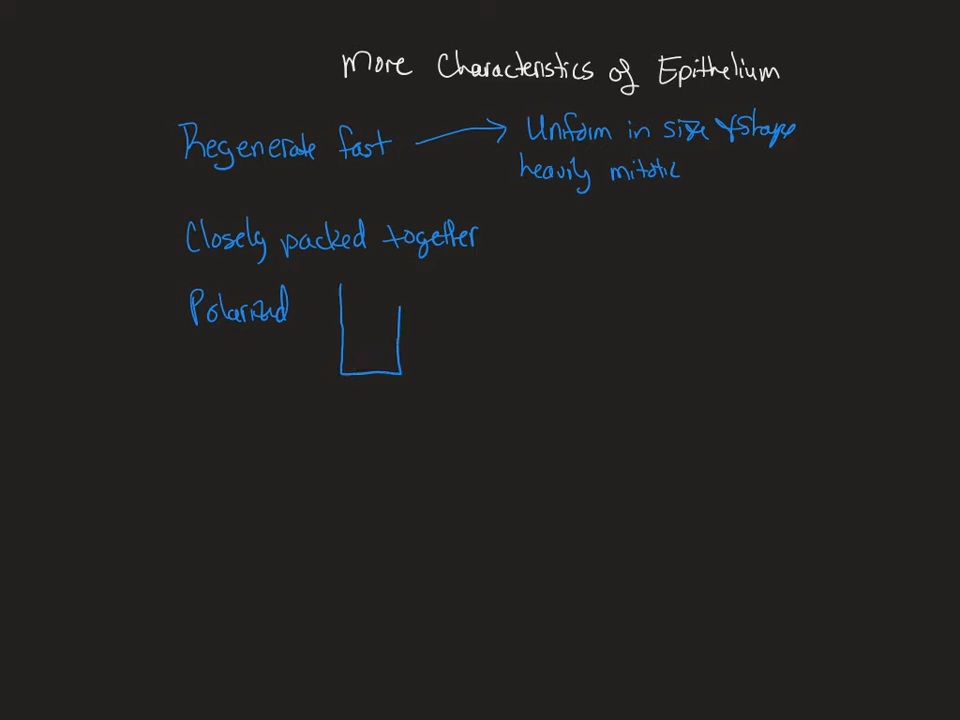 More Characteristics of Epithelium
Regenerate fast → Uniform in size & shape
heavily mitotic
Closely packed together
Polarized